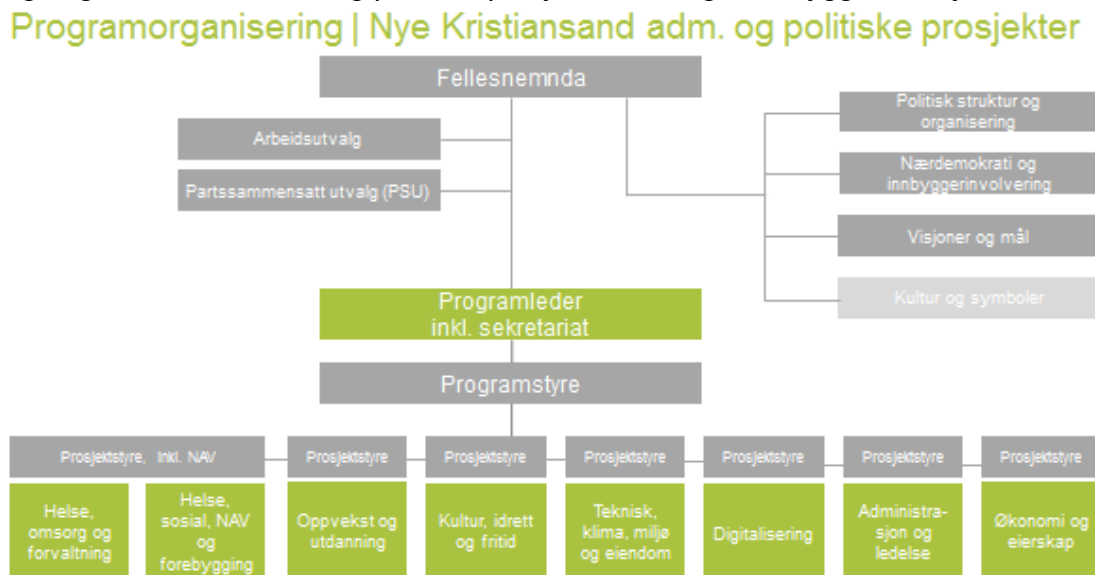 Programorganisering | Nye Kristiansand adm. og politiske prosjekter
Fellesnemnda
Arbeidsutvalg
Partssammensatt utvalg (PSU)
Politisk struktur og
organisering
Nærdemokrati og
innbyggerinvolvering
Visjoner og mål
Kultur og symboler
Programleder
inkl. sekretariat
Programstyre
Prosjektstyre, Inkl. NAV
Prosjektstyre
Prosjektstyre
Prosjektstyre
Prosjektstyre
Prosjektstyre
Prosjektstyre
Helse,
omsorg og
forvaltning
Helse,
sosial, NAV
og
forebygging
Oppvekst og
utdanning
Kultur, idrett
og fritid
Teknisk,
klima, miljø
og eiendom
Digitalisering
Administra-
sjon og
ledelse
Økonomi og
eierskap